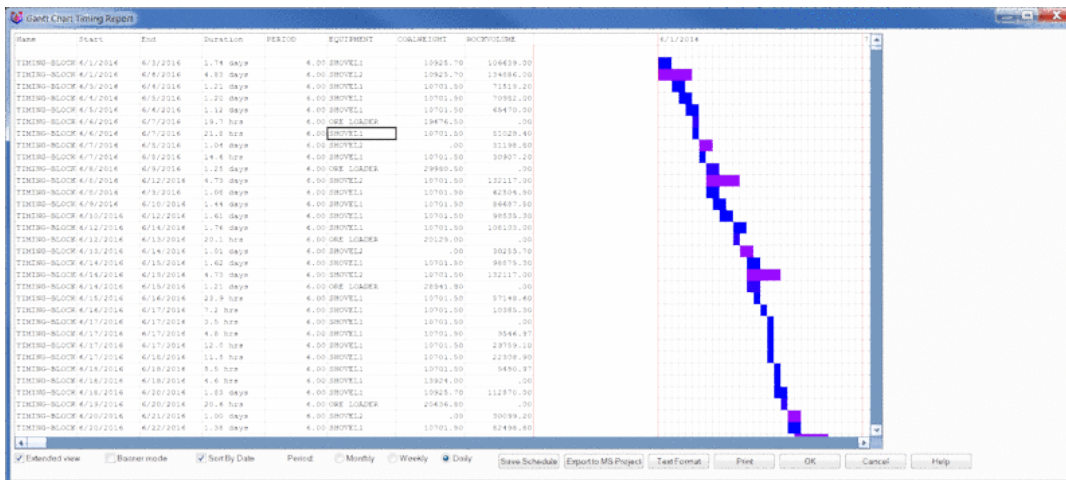 Gantt Chart Timing Report
Name Start End Duration PERIOD EQUIPMENT COALWEIGHT ROCKVOLUME 6/1/2016
TIMING-BLOCK 6/1/2016 6/3/2016 1.74 days 6.00 SHOVEL1 10925.70 106639.00
TIMING-BLOCK 6/1/2016 6/6/2016 4.83 days 6.00 SHOVEL2 10925.70 134886.00
TIMING-BLOCK 6/3/2016 6/4/2016 1.21 days 6.00 SHOVEL1 10701.50 71519.20
TIMING-BLOCK 6/4/2016 6/5/2016 1.20 days 6.00 SHOVEL1 10701.50 70982.00
TIMING-BLOCK 6/5/2016 6/6/2016 1.12 days 6.00 SHOVEL1 10701.50 65470.00
TIMING-BLOCK 6/6/2016 6/7/2016 19.7 hrs 6.00 ORE LOADER 19676.50 .00
TIMING-BLOCK 6/6/2016 6/7/2016 21.8 hrs 6.00 SHOVEL1 10701.50 51028.40
TIMING-BLOCK 6/7/2016 6/8/2016 1.04 days 6.00 SHOVEL2 .00 31198.80
TIMING-BLOCK 6/7/2016 6/8/2016 14.6 hrs 6.00 SHOVEL1 10701.50 30907.20
TIMING-BLOCK 6/8/2016 6/9/2016 1.25 days 6.00 ORE LOADER 29980.50 .00
TIMING-BLOCK 6/8/2016 6/12/2016 4.73 days 6.00 SHOVEL2 10701.50 132117.00
TIMING-BLOCK 6/8/2016 6/9/2016 1.08 days 6.00 SHOVEL1 10701.50 62504.80
TIMING-BLOCK 6/9/2016 6/10/2016 1.44 days 6.00 SHOVEL1 10701.50 86687.50
TIMING-BLOCK 6/10/2016 6/12/2016 1.61 days 6.00 SHOVEL1 10701.50 98535.30
TIMING-BLOCK 6/12/2016 6/14/2016 1.76 days 6.00 SHOVEL1 10701.50 108103.00
TIMING-BLOCK 6/12/2016 6/13/2016 20.1 hrs 6.00 ORE LOADER 20129.00 .00
TIMING-BLOCK 6/13/2016 6/14/2016 1.01 days 6.00 SHOVEL2 .00 30253.70
TIMING-BLOCK 6/14/2016 6/15/2016 1.62 days 6.00 SHOVEL1 10701.50 98875.30
TIMING-BLOCK 6/14/2016 6/19/2016 4.73 days 6.00 SHOVEL2 10701.50 132117.00
TIMING-BLOCK 6/14/2016 6/15/2016 1.21 days 6.00 ORE LOADER 28941.80 .00
TIMING-BLOCK 6/15/2016 6/16/2016 23.9 hrs 6.00 SHOVEL1 10701.50 57148.60
TIMING-BLOCK 6/16/2016 6/17/2016 7.2 hrs 6.00 SHOVEL1 10701.50 10385.30
TIMING-BLOCK 6/17/2016 6/17/2016 3.5 hrs 6.00 SHOVEL1 10701.50 .00
TIMING-BLOCK 6/17/2016 6/17/2016 4.8 hrs 6.00 SHOVEL1 10701.50 3546.97
TIMING-BLOCK 6/17/2016 6/17/2016 12.0 hrs 6.00 SHOVEL1 10701.50 23759.10
TIMING-BLOCK 6/17/2016 6/18/2016 11.5 hrs 6.00 SHOVEL1 10701.50 22308.90
TIMING-BLOCK 6/18/2016 6/18/2016 5.5 hrs 6.00 SHOVEL1 10701.50 5480.97
TIMING-BLOCK 6/18/2016 6/18/2016 4.6 hrs 6.00 SHOVEL1 13924.00 .00
TIMING-BLOCK 6/18/2016 6/20/2016 1.83 days 6.00 SHOVEL1 10925.70 112870.00
TIMING-BLOCK 6/19/2016 6/20/2016 20.6 hrs 6.00 ORE LOADER 20636.80 .00
TIMING-BLOCK 6/20/2016 6/21/2016 1.00 days 6.00 SHOVEL2 .00 30099.20
TIMING-BLOCK 6/20/2016 6/22/2016 1.38 days 6.00 SHOVEL1 10701.50 82498.80
Extended view Banner mode Sort By Date Period: Monthly Weekly Daily Save Schedule Export to MS Project Text Format Print OK Cancel Help